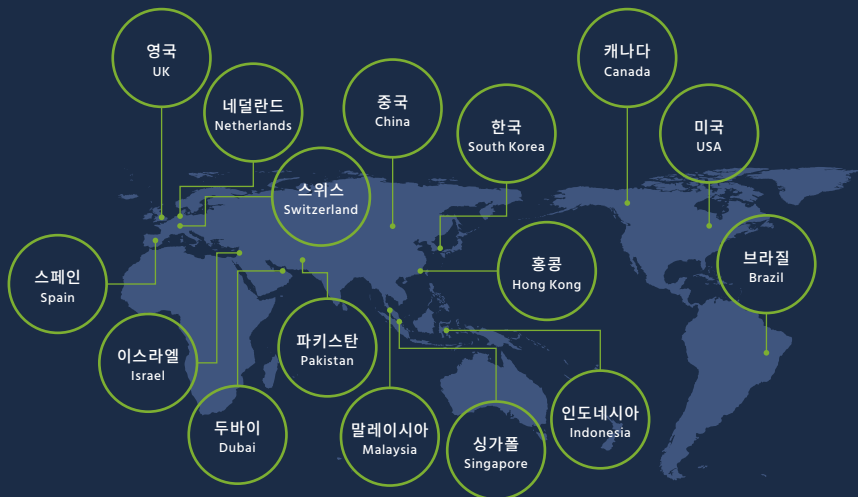 영국
UK
네덜란드
Netherlands
중국
China
한국
South Korea
캐나다
Canada
미국
USA
스위스
Switzerland
스페인
Spain
홍콩
Hong Kong
브라질
Brazil
이스라엘
Israel
파키스탄
Pakistan
두바이
Dubai
말레이시아
Malaysia
싱가폴
Singapore
인도네시아
Indonesia